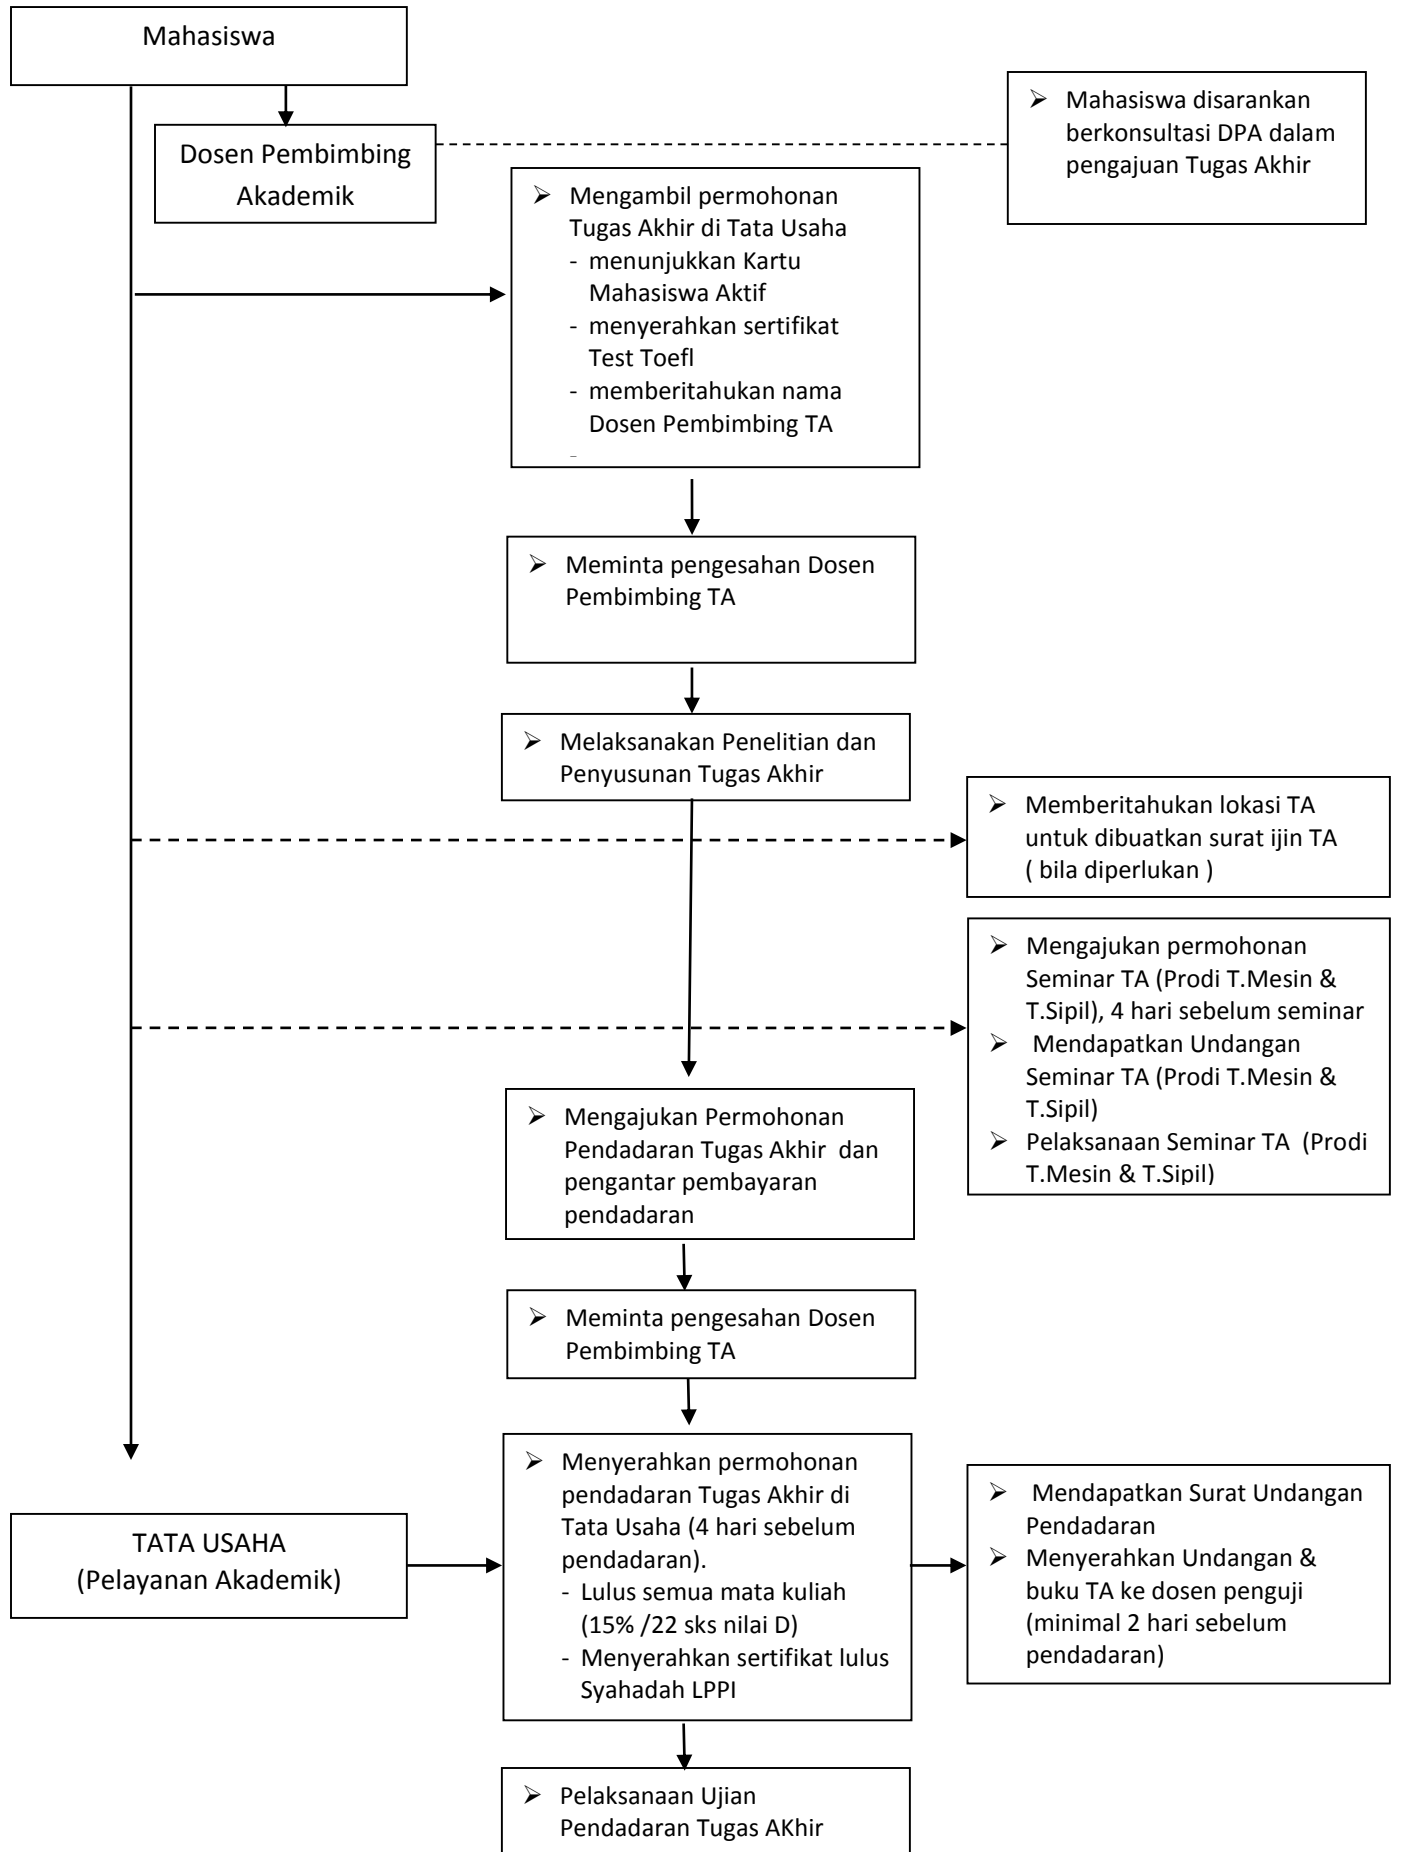 Mahasiswa
➢ Mahasiswa disarankan
berkonsultasi DPA dalam
pengajuan Tugas Akhir
Dosen Pembimbing
Akademik
➢ Mengambil permohonan
Tugas Akhir di Tata Usaha
- menunjukkan Kartu
Mahasiswa Aktif
- menyerahkan sertifikat
Test Toefl
- memberitahukan nama
Dosen Pembimbing TA
-
➢ Meminta pengesahan Dosen
Pembimbing TA
➢ Melaksanakan Penelitian dan
Penyusunan Tugas Akhir
➢ Memberitahukan lokasi TA
untuk dibuatkan surat ijin TA
( bila diperlukan )
➢ Mengajukan permohonan
Seminar TA (Prodi T.Mesin &
T.Sipil), 4 hari sebelum seminar
➢ Mendapatkan Undangan
Seminar TA (Prodi T.Mesin &
T.Sipil)
➢ Pelaksanaan Seminar TA (Prodi
T.Mesin & T.Sipil)
➢ Mengajukan Permohonan
Pendadaran Tugas Akhir dan
pengantar pembayaran
pendadaran
➢ Meminta pengesahan Dosen
Pembimbing TA
TATA USAHA
(Pelayanan Akademik)
➢ Menyerahkan permohonan
pendadaran Tugas Akhir di
Tata Usaha (4 hari sebelum
pendadaran).
- Lulus semua mata kuliah
(15% /22 sks nilai D)
- Menyerahkan sertifikat lulus
Syahadah LPPI
➢ Mendapatkan Surat Undangan
Pendadaran
➢ Menyerahkan Undangan &
buku TA ke dosen penguji
(minimal 2 hari sebelum
pendadaran)
➢ Pelaksanaan Ujian
Pendadaran Tugas AKhir